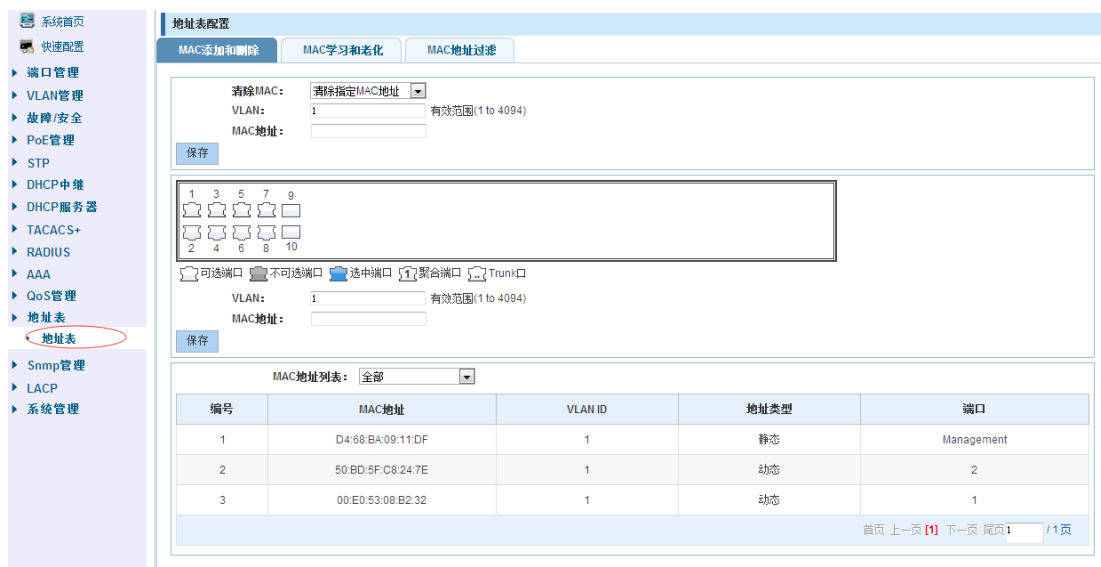 系统首页
快速配置
端口管理
VLAN管理
故障/安全
PoE管理
STP
DHCP中继
DHCP服务器
TACACS+
RADIUS
AAA
QoS管理
地址表
地址表
Snmp管理
LACP
系统管理
地址表配置
MAC添加和删除 MAC学习和老化 MAC地址过滤
清除MAC: 清除指定MAC地址
VLAN: 1 有效范围(1 to 4094)
MAC地址:
保存
1 3 5 7 9
2 4 6 8 10
可选端口 不可选端口 选中端口 1 聚合端口 ... Trunk口
VLAN: 1 有效范围(1 to 4094)
MAC地址:
保存
MAC地址列表: 全部
编号 MAC地址 VLAN ID 地址类型 端口
1 D4:68:BA:09:11:DF 1 静态 Management
2 50:BD:5F:C8:24:7E 1 动态 2
3 00:E0:53:08:B2:32 1 动态 1
首页 上一页 [1] 下一页 尾页 1 / 1 页